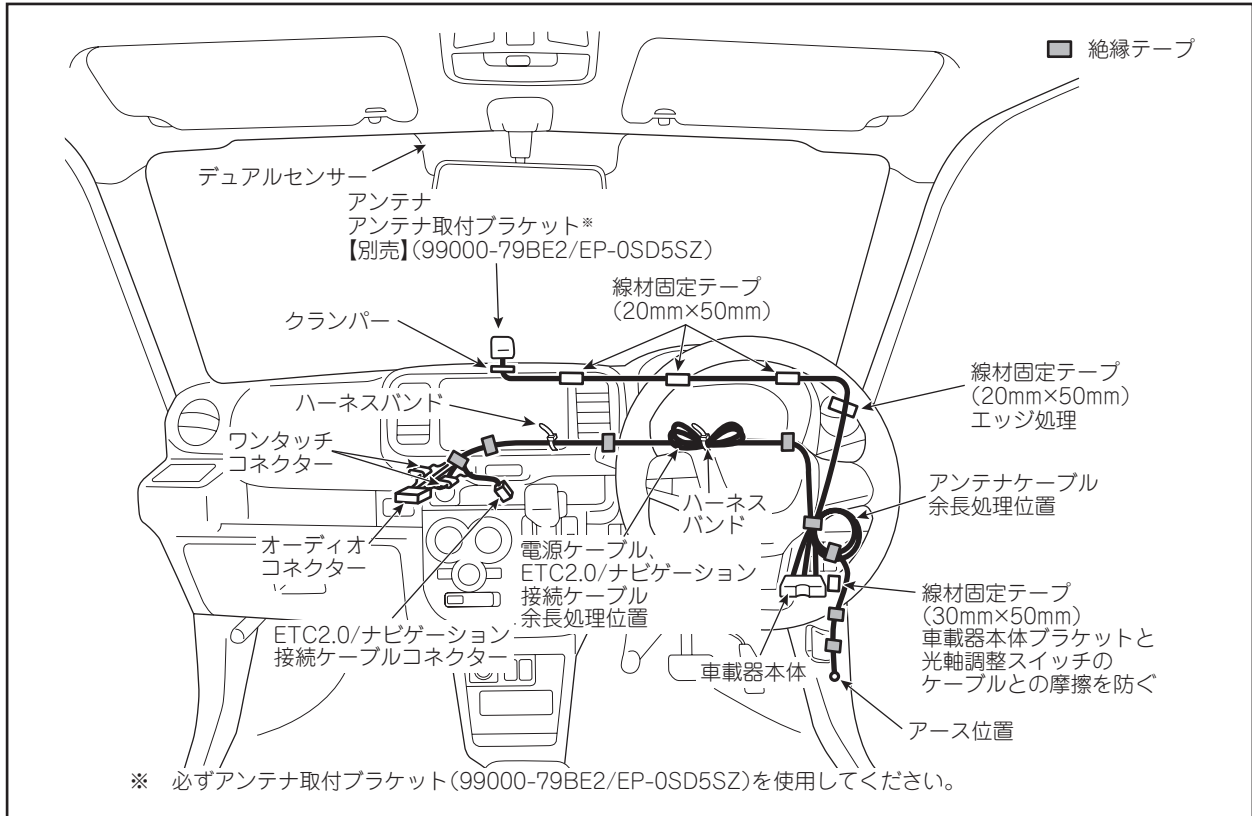 絶縁テープ
デュアルセンサー
アンテナ
アンテナ取付ブラケット※
【別売】(99000-79BE2/EP-0SD5SZ)
線材固定テープ
(20mm×50mm)
クランパー
線材固定テープ
(20mm×50mm)
エッジ処理
ハーネスバンド
ワンタッチ
コネクター
アンテナケーブル
余長処理位置
ハーネス
バンド
オーディオ
コネクター
電源ケーブル、
ETC2.0/ナビゲーション
接続ケーブル
余長処理位置
ETC2.0/ナビゲーション
接続ケーブルコネクター
線材固定テープ
(30mm×50mm)
車載器本体ブラケットと
光軸調整スイッチの
ケーブルとの摩擦を防ぐ
車載器本体
アース位置
※ 必ずアンテナ取付ブラケット(99000-79BE2/EP-0SD5SZ)を使用してください。